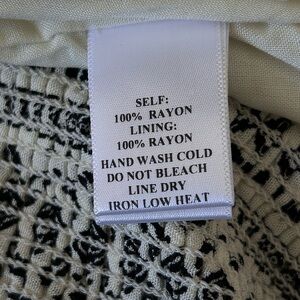 SELF:
100% RAYON
LINING:
100% RAYON
HAND WASH COLD
DO NOT BLEACH
LINE DRY
IRON LOW HEAT